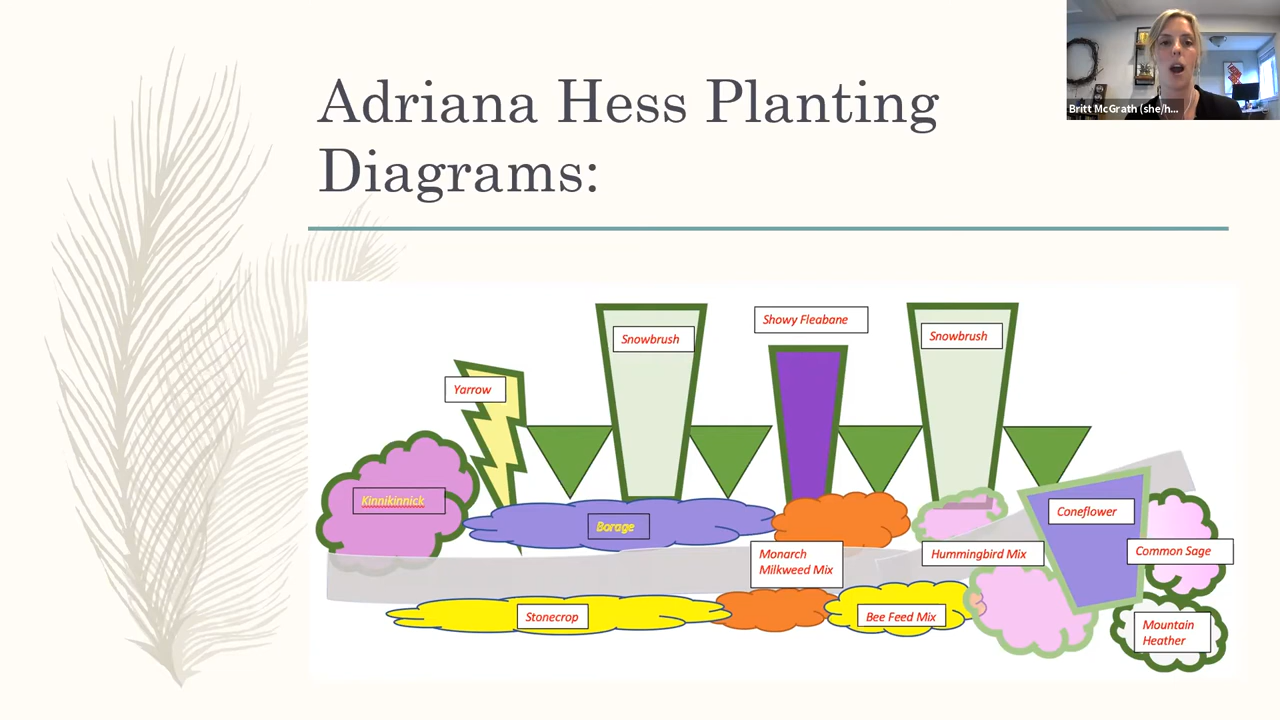 Adriana Hess Planting
Diagrams:
Britt McGrath (she/h...
Snowbrush
Showy Fleabane
Snowbrush
Yarrow
Kinnikinnick
Borage
Coneflower
Common Sage
Monarch
Milkweed Mix
Hummingbird Mix
Stonecrop
Bee Feed Mix
Mountain
Heather